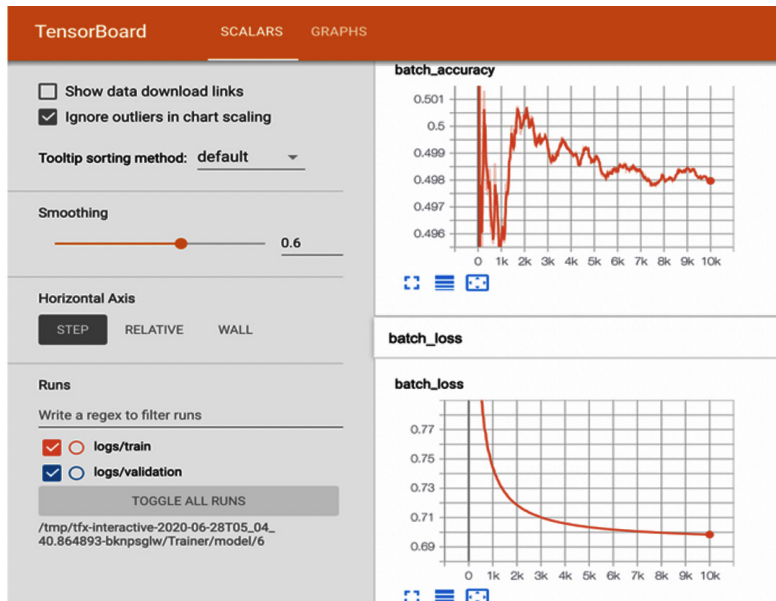 TensorBoard
SCALARS
GRAPHS
Show data download links
Ignore outliers in chart scaling
Tooltip sorting method: default
Smoothing
0.6
Horizontal Axis
STEP RELATIVE WALL
Runs
Write a regex to filter runs
logs/train
logs/validation
TOGGLE ALL RUNS
/tmp/tfx-interactive-2020-06-28T05_04_
40.864893-bknpsglw/Trainer/model/6
batch_accuracy
0.501
0.5
0.499
0.498
0.497
0.496
0 1k 2k 3k 4k 5k 6k 7k 8k 9k 10k
batch_loss
batch_loss
0.77
0.75
0.73
0.71
0.69
0 1k 2k 3k 4k 5k 6k 7k 8k 9k 10k